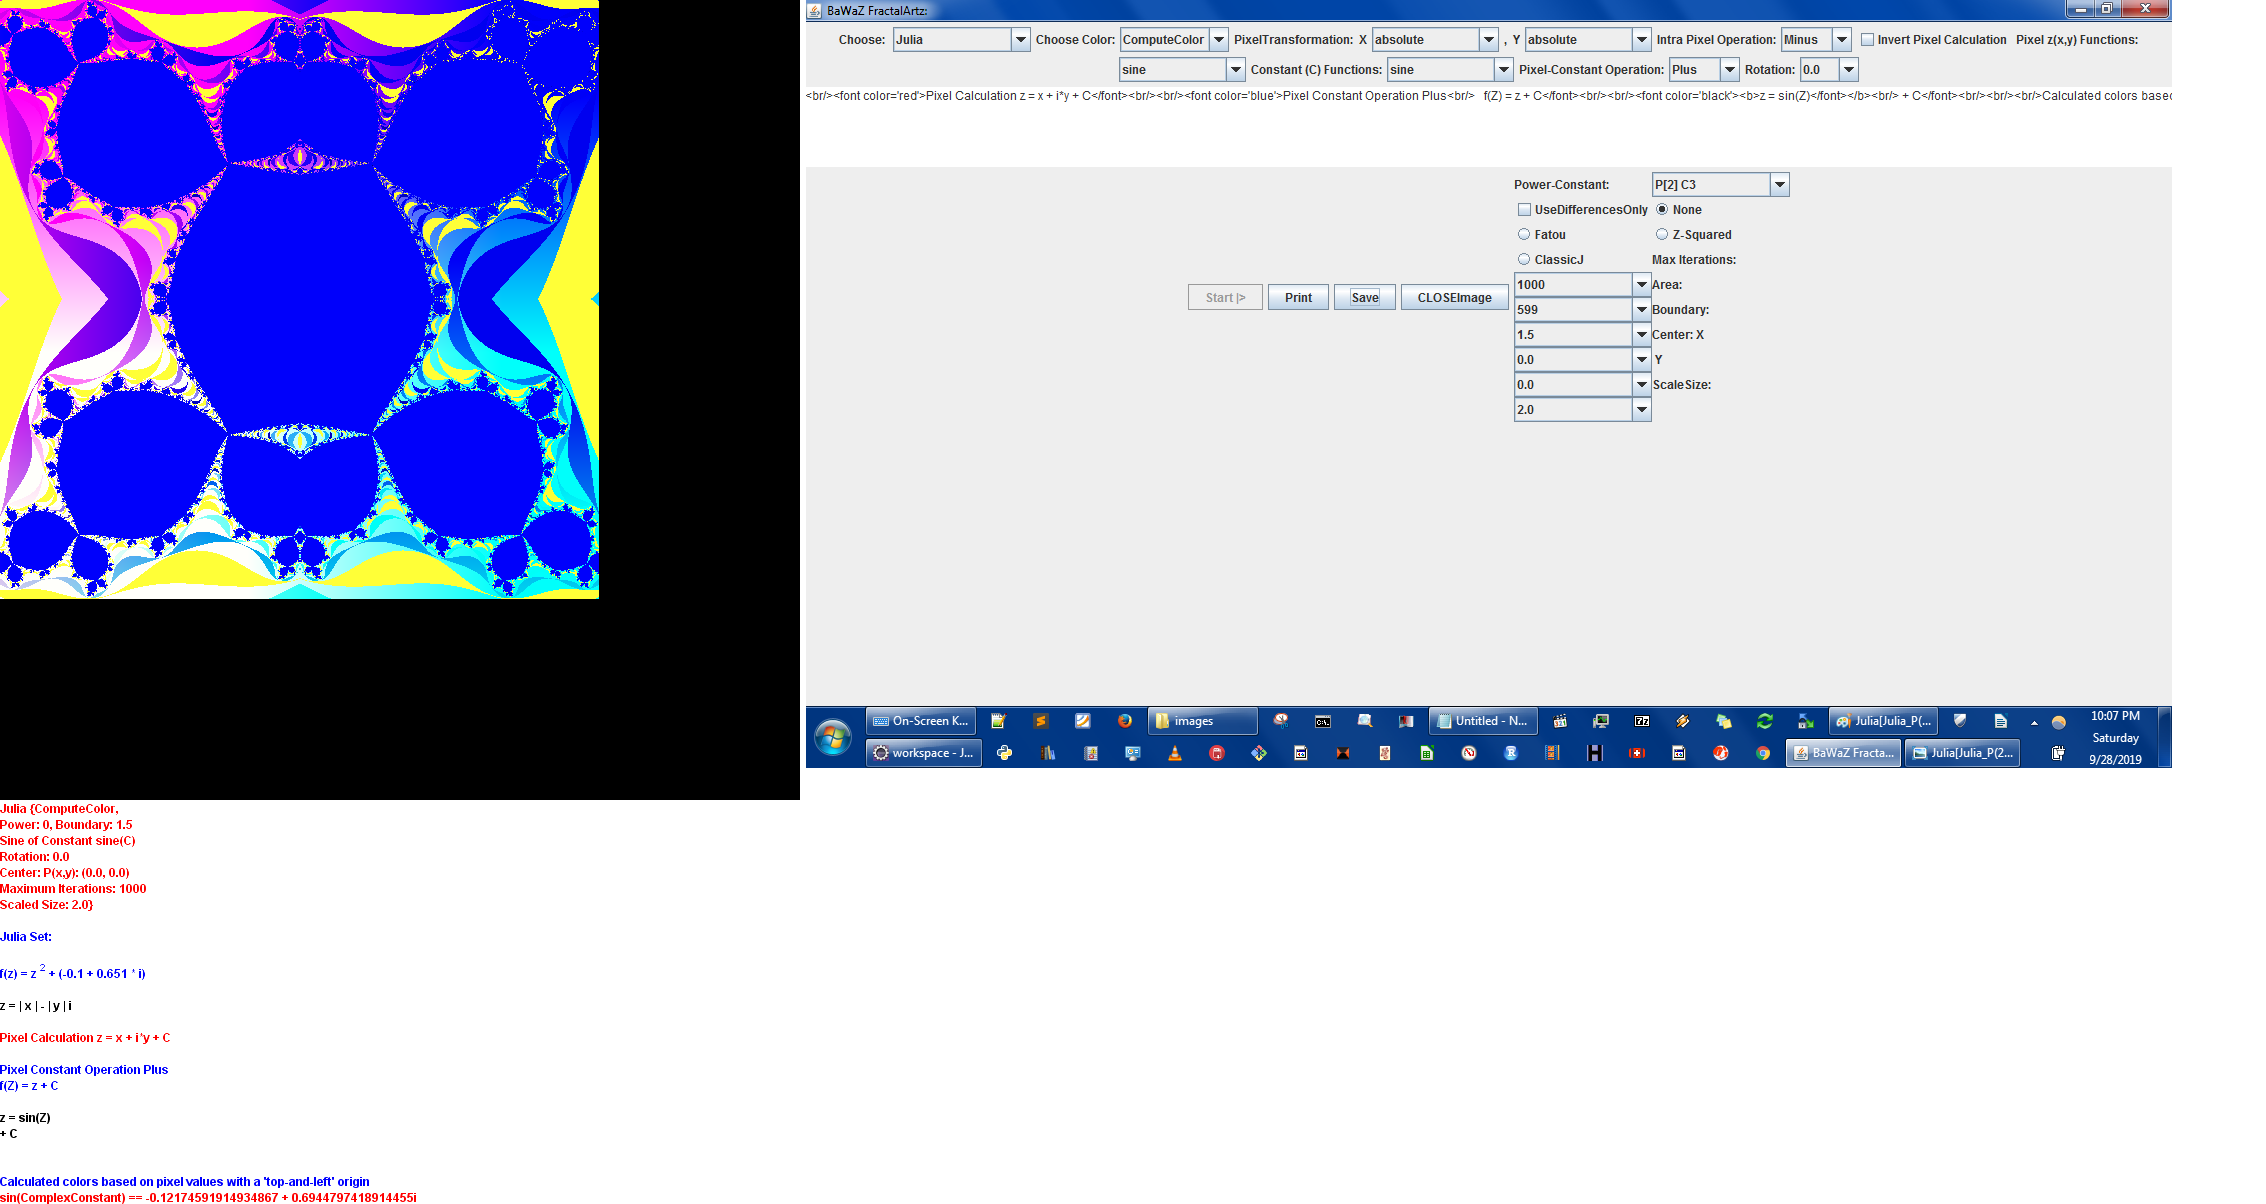 BaWaZ FractalArtz:
Choose: Julia Choose Color: ComputeColor PixelTransformation: X absolute , Y absolute Intra Pixel Operation: Minus Invert Pixel Calculation Pixel z(x,y) Functions:
sine Constant (C) Functions: sine Pixel-Constant Operation: Plus Rotation: 0.0
<br/><font color='red'>Pixel Calculation z = x + i*y + C</font><br/><br/><font color='blue'>Pixel Constant Operation Plus<br/> f(Z) = z + C</font><br/><br/><font color='black'><b>z = sin(Z)</font></b><br/> + C</font><br/><br/><br/>Calculated colors based
Power-Constant: P[2] C3
UseDifferencesOnly None
Fatou Z-Squared
ClassicJ Max Iterations:
1000 Area:
Start |> Print Save CLOSEImage
599 Boundary:
1.5 Center: X
0.0 Y
0.0 ScaleSize:
2.0
On-Screen K... images Untitled - N... Julia[Julia_P(... 10:07 PM
Saturday
workspace - J... BaWaZ Fracta... Julia[Julia_P(2... 9/28/2019
Julia {ComputeColor,
Power: 0, Boundary: 1.5
Sine of Constant sine(C)
Rotation: 0.0
Center: P(x,y): (0.0, 0.0)
Maximum Iterations: 1000
Scaled Size: 2.0}
Julia Set:
f(z) = z 2 + (-0.1 + 0.651 * i)
z = | x | - | y | i
Pixel Calculation z = x + i*y + C
Pixel Constant Operation Plus
f(Z) = z + C
z = sin(Z)
+ C
Calculated colors based on pixel values with a 'top-and-left' origin
sin(ComplexConstant) == -0.12174591914934867 + 0.6944797418914455i